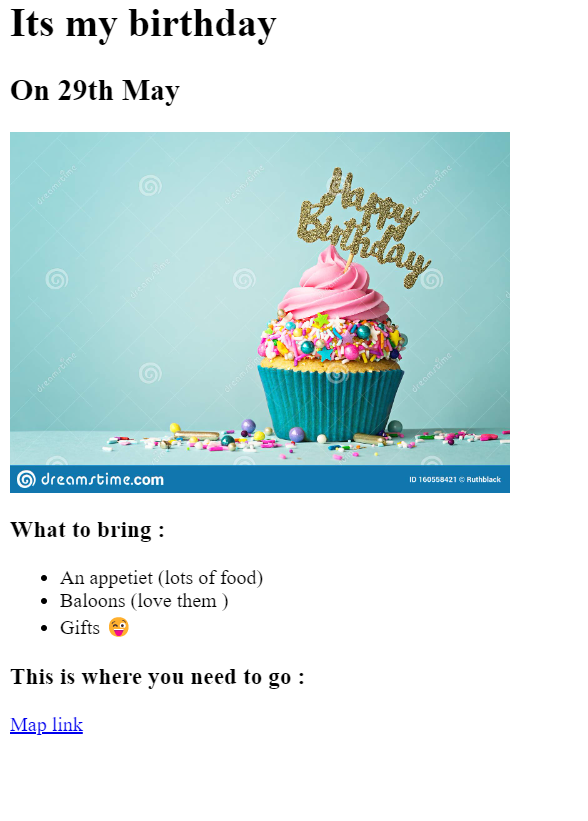 Its my birthday
On 29th May
Happy
Birthday
dreamstime.com
ID 160558421 © Ruthblack
What to bring :
An appetiet (lots of food)
Baloons (love them )
Gifts 😜
This is where you need to go :
Map link